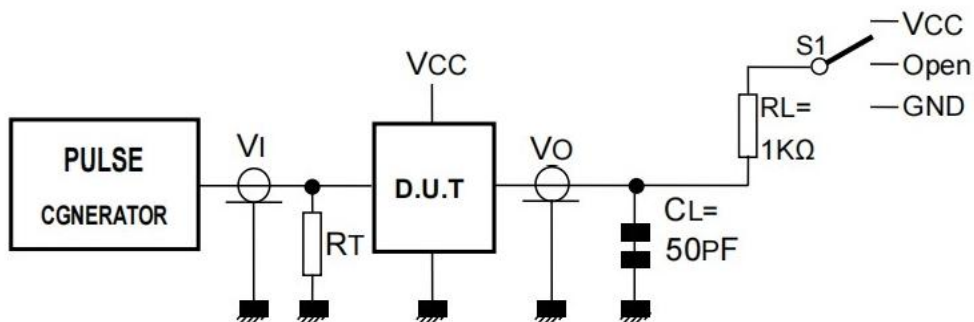 VCC
S1
Open
GND
VCC
RL=
1KΩ
PULSE
CGNERATOR
VI
D.U.T
VO
RT
CL=
50PF